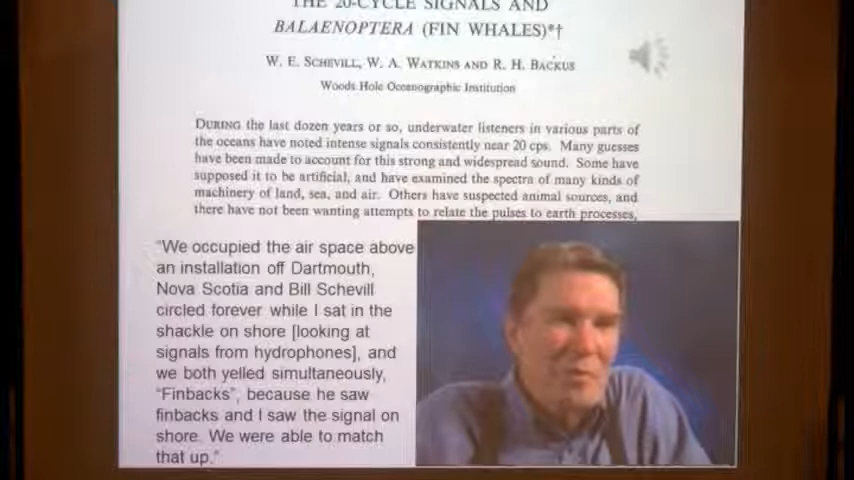 THE 20-CYCLE SIGNALS AND
BALAENOPTERA (FIN WHALES)*†
W. E. SCHEVILL, W. A. WATKINS AND R. H. BACKUS
Woods Hole Oceanographic Institution
DURING the last dozen years or so, underwater listeners in various parts of
the oceans have noted intense signals consistently near 20 cps. Many guesses
have been made to account for this strong and widespread sound. Some have
supposed it to be artificial, and have examined the spectra of many kinds of
machinery of land, sea, and air. Others have suspected animal sources, and
there have not been wanting attempts to relate the pulses to earth processes,
"We occupied the air space above
an installation off Dartmouth,
Nova Scotia and Bill Schevill
circled forever while I sat in the
shackle on shore [looking at
signals from hydrophones], and
we both yelled simultaneously,
"Finbacks", because he saw
finbacks and I saw the signal on
shore. We were able to match
that up."